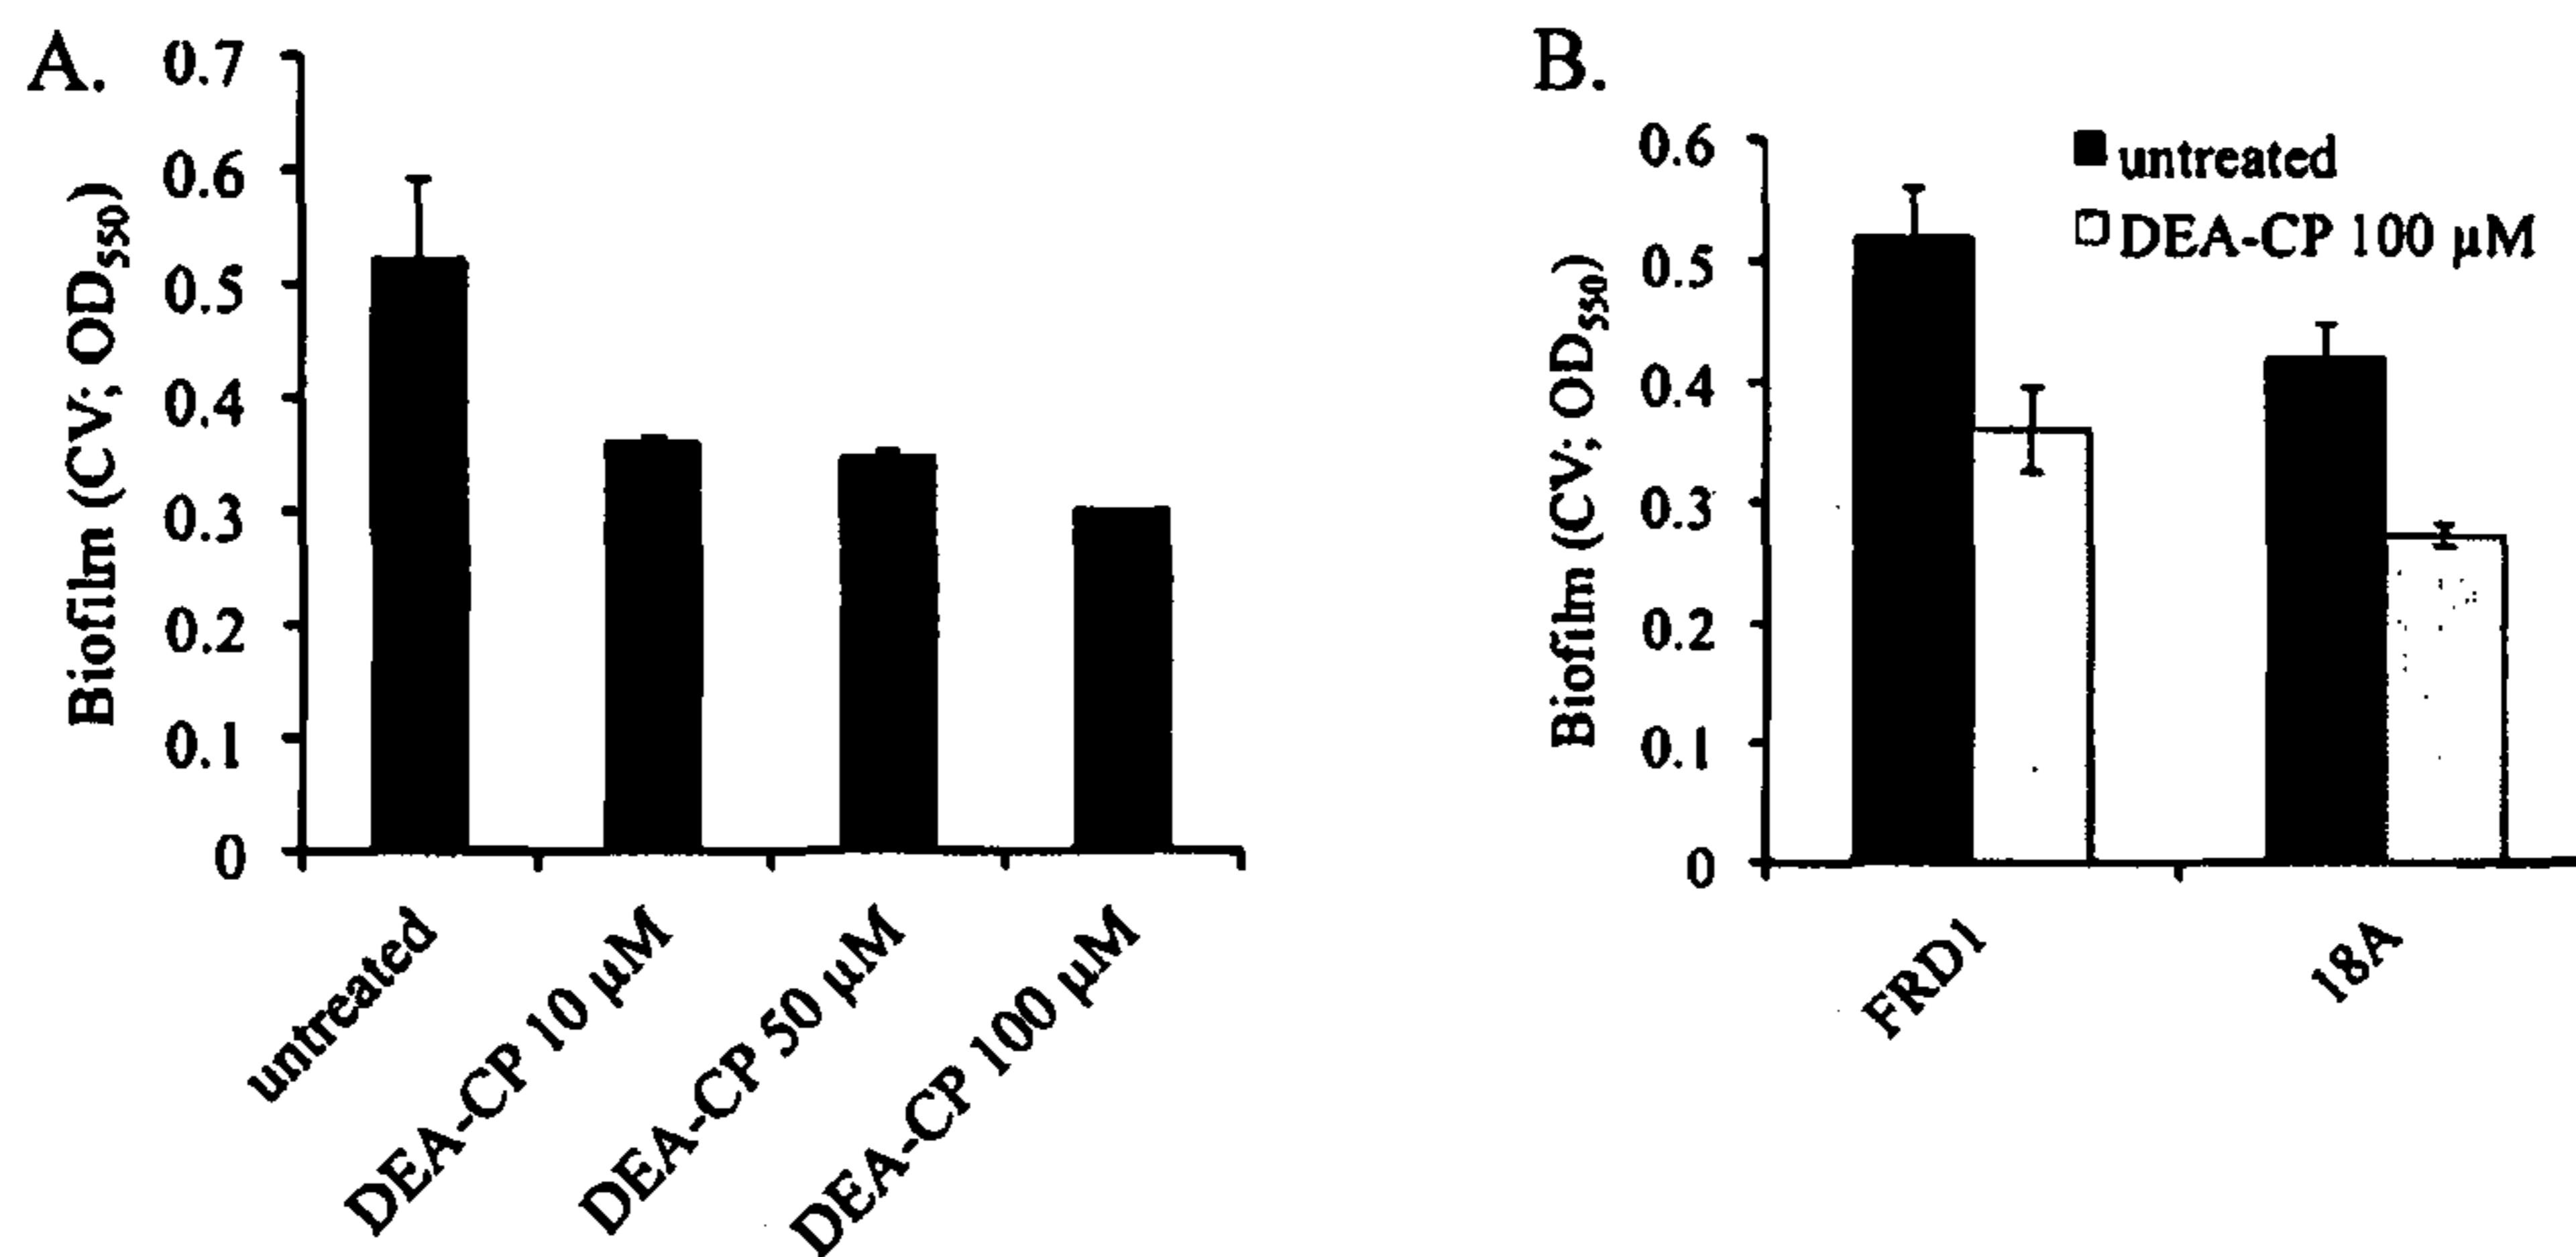 A.
0.7
0.6
0.5
0.4
0.3
0.2
0.1
0
Biofilm (CV; OD550)
untreated
DEA-CP 10 μM
DEA-CP 50 μM
DEA-CP 100 μM
B.
untreated
DEA-CP 100 μM
0.6
0.5
0.4
0.3
0.2
0.1
0
Biofilm (CV; OD550)
FRD1
18A